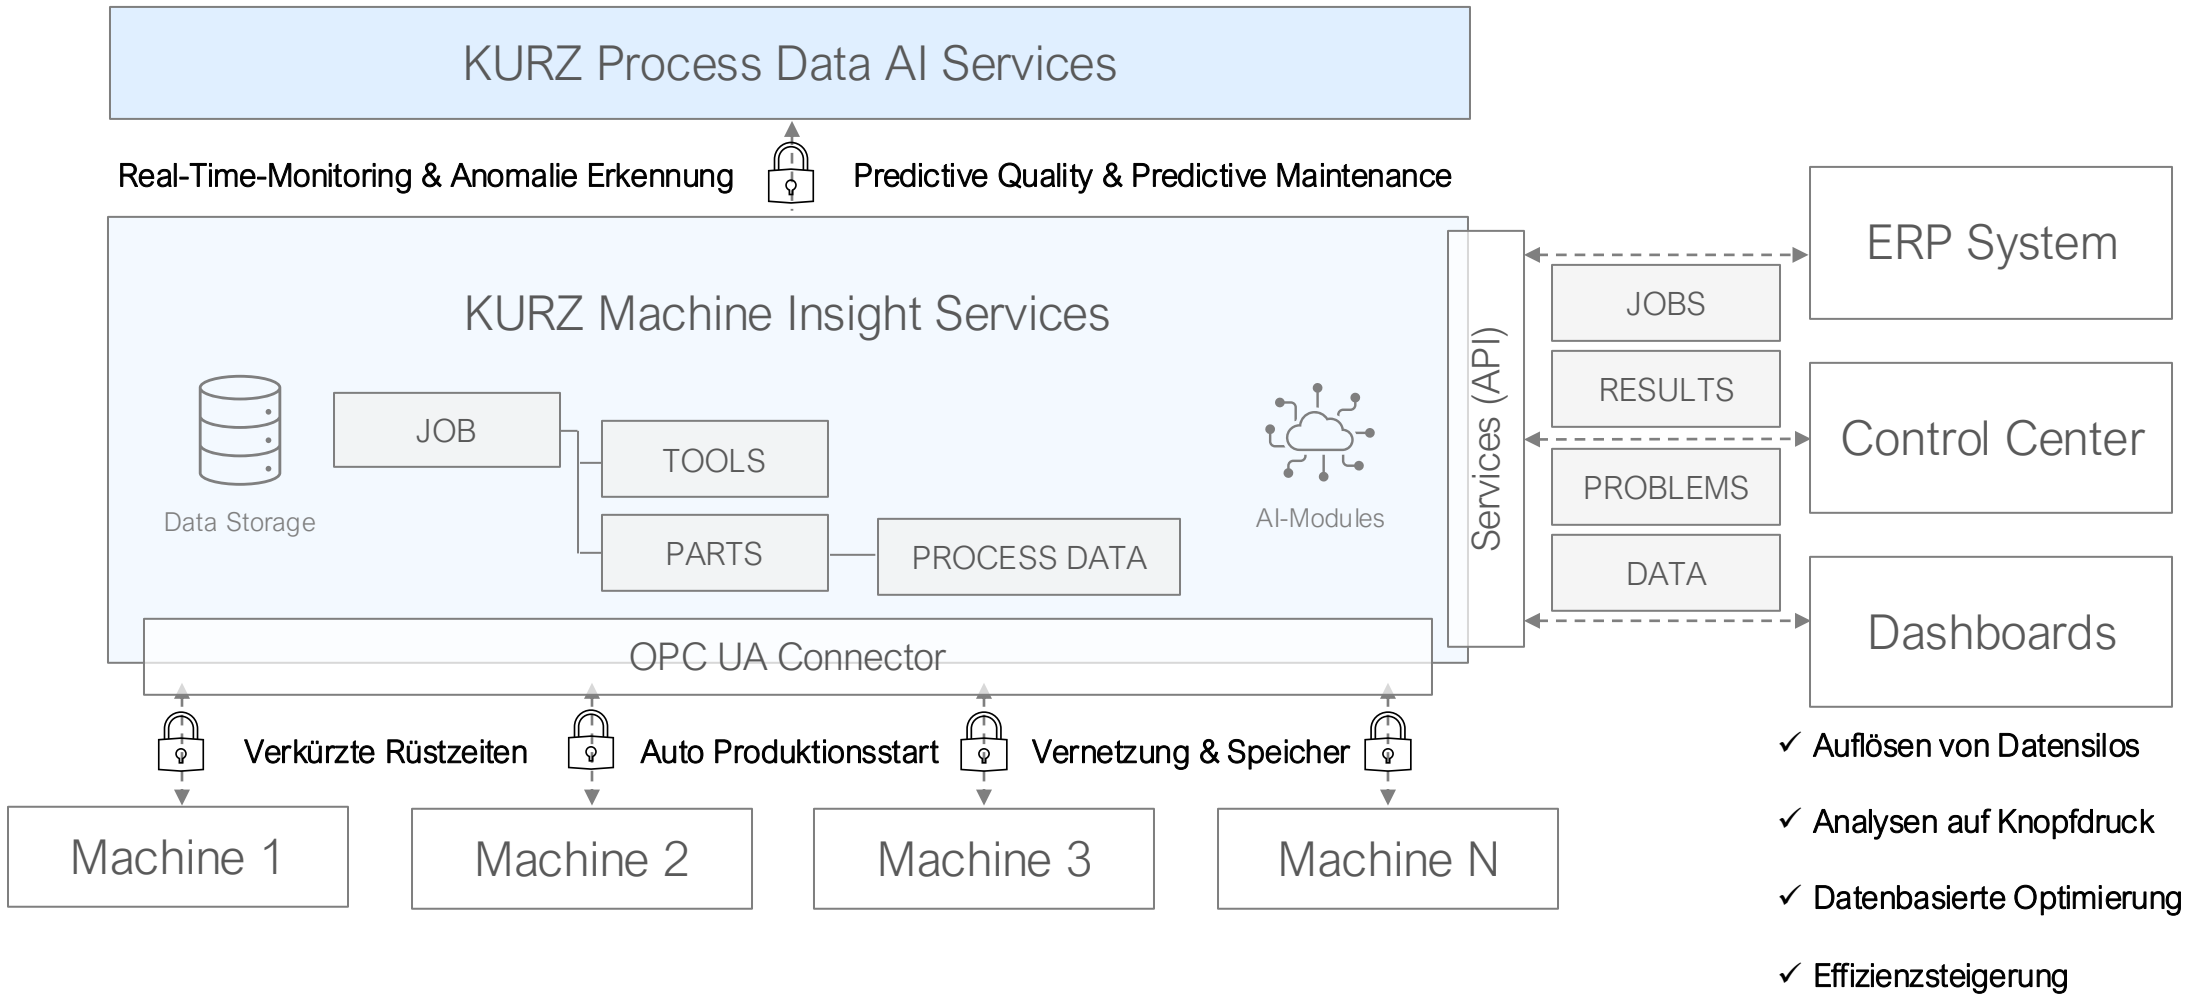 KURZ Process Data AI Services
Real-Time-Monitoring & Anomalie Erkennung
Predictive Quality & Predictive Maintenance
KURZ Machine Insight Services
Data Storage
JOB
TOOLS
PARTS
PROCESS DATA
AI-Modules
Services (API)
OPC UA Connector
JOBS
RESULTS
PROBLEMS
DATA
ERP System
Control Center
Dashboards
Verkürzte Rüstzeiten
Auto Produktionsstart
Vernetzung & Speicher
Machine 1
Machine 2
Machine 3
Machine N
✓ Auflösen von Datensilos
✓ Analysen auf Knopfdruck
✓ Datenbasierte Optimierung
✓ Effizienzsteigerung